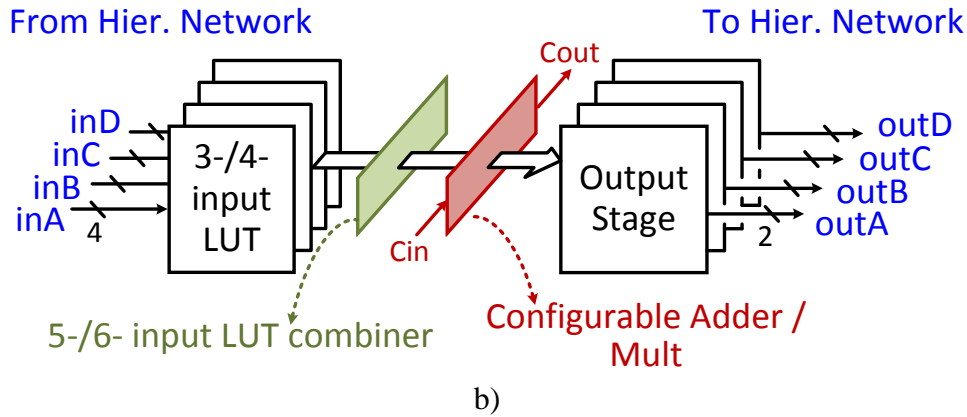 From Hier. Network
To Hier. Network
Cout
inD
inC
inB
inA
4
3-/4-
input
LUT
Cin
Output
Stage
outD
outC
outB
outA
2
5-/6- input LUT combiner
Configurable Adder /
Mult
b)